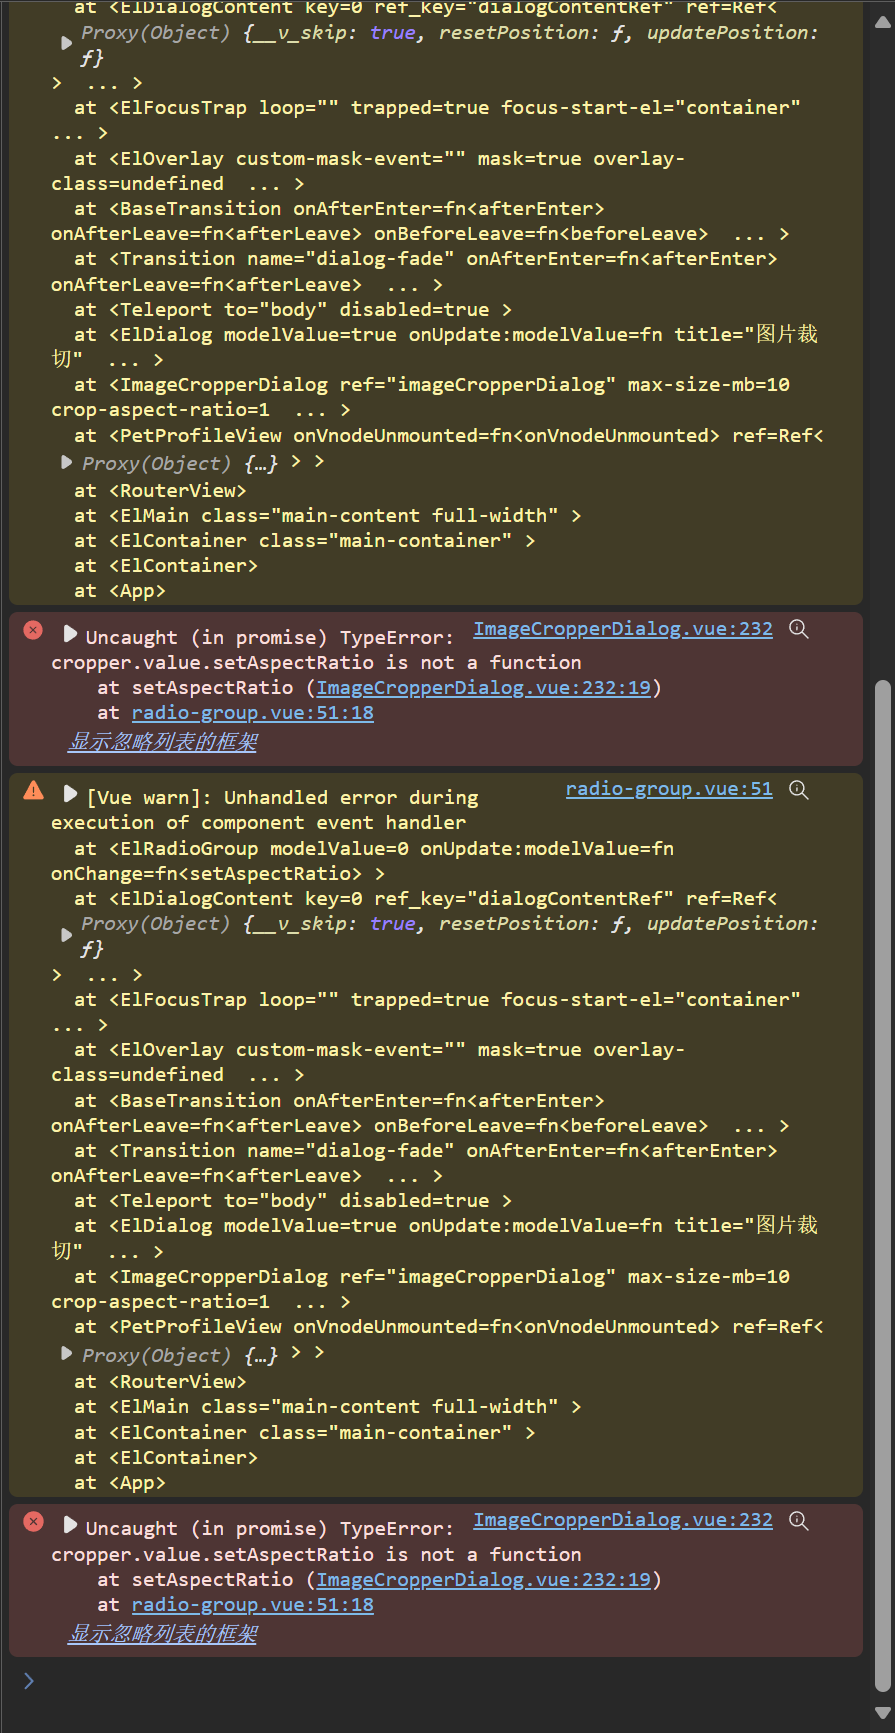 at <ElDialogContent key=0 ref_key="dialogContentRef" ref=Ref<
Proxy(Object) {__v_skip: true, resetPosition: ƒ, updatePosition:
ƒ}
>  ... >
at <ElFocusTrap loop="" trapped=true focus-start-el="container"
... >
at <ElOverlay custom-mask-event="" mask=true overlay-
class=undefined  ... >
at <BaseTransition onAfterEnter=fn<afterEnter>
onAfterLeave=fn<afterLeave> onBeforeLeave=fn<beforeLeave>  ... >
at <Transition name="dialog-fade" onAfterEnter=fn<afterEnter>
onAfterLeave=fn<afterLeave>  ... >
at <Teleport to="body" disabled=true >
at <ElDialog modelValue=true onUpdate:modelValue=fn title="图片裁
切"  ... >
at <ImageCropperDialog ref="imageCropperDialog" max-size-mb=10
crop-aspect-ratio=1  ... >
at <PetProfileView onVnodeUnmounted=fn<onVnodeUnmounted> ref=Ref<
Proxy(Object) {…} > >
at <RouterView>
at <ElMain class="main-content full-width" >
at <ElContainer class="main-container" >
at <ElContainer>
at <App>
Uncaught (in promise) TypeError: ImageCropperDialog.vue:232
cropper.value.setAspectRatio is not a function
at setAspectRatio (ImageCropperDialog.vue:232:19)
at radio-group.vue:51:18
显示忽略列表的框架
[Vue warn]: Unhandled error during radio-group.vue:51
execution of component event handler
at <ElRadioGroup modelValue=0 onUpdate:modelValue=fn
onChange=fn<setAspectRatio> >
at <ElDialogContent key=0 ref_key="dialogContentRef" ref=Ref<
Proxy(Object) {__v_skip: true, resetPosition: ƒ, updatePosition:
ƒ}
>  ... >
at <ElFocusTrap loop="" trapped=true focus-start-el="container"
... >
at <ElOverlay custom-mask-event="" mask=true overlay-
class=undefined  ... >
at <BaseTransition onAfterEnter=fn<afterEnter>
onAfterLeave=fn<afterLeave> onBeforeLeave=fn<beforeLeave>  ... >
at <Transition name="dialog-fade" onAfterEnter=fn<afterEnter>
onAfterLeave=fn<afterLeave>  ... >
at <Teleport to="body" disabled=true >
at <ElDialog modelValue=true onUpdate:modelValue=fn title="图片裁
切"  ... >
at <ImageCropperDialog ref="imageCropperDialog" max-size-mb=10
crop-aspect-ratio=1  ... >
at <PetProfileView onVnodeUnmounted=fn<onVnodeUnmounted> ref=Ref<
Proxy(Object) {…} > >
at <RouterView>
at <ElMain class="main-content full-width" >
at <ElContainer class="main-container" >
at <ElContainer>
at <App>
Uncaught (in promise) TypeError: ImageCropperDialog.vue:232
cropper.value.setAspectRatio is not a function
at setAspectRatio (ImageCropperDialog.vue:232:19)
at radio-group.vue:51:18
显示忽略列表的框架